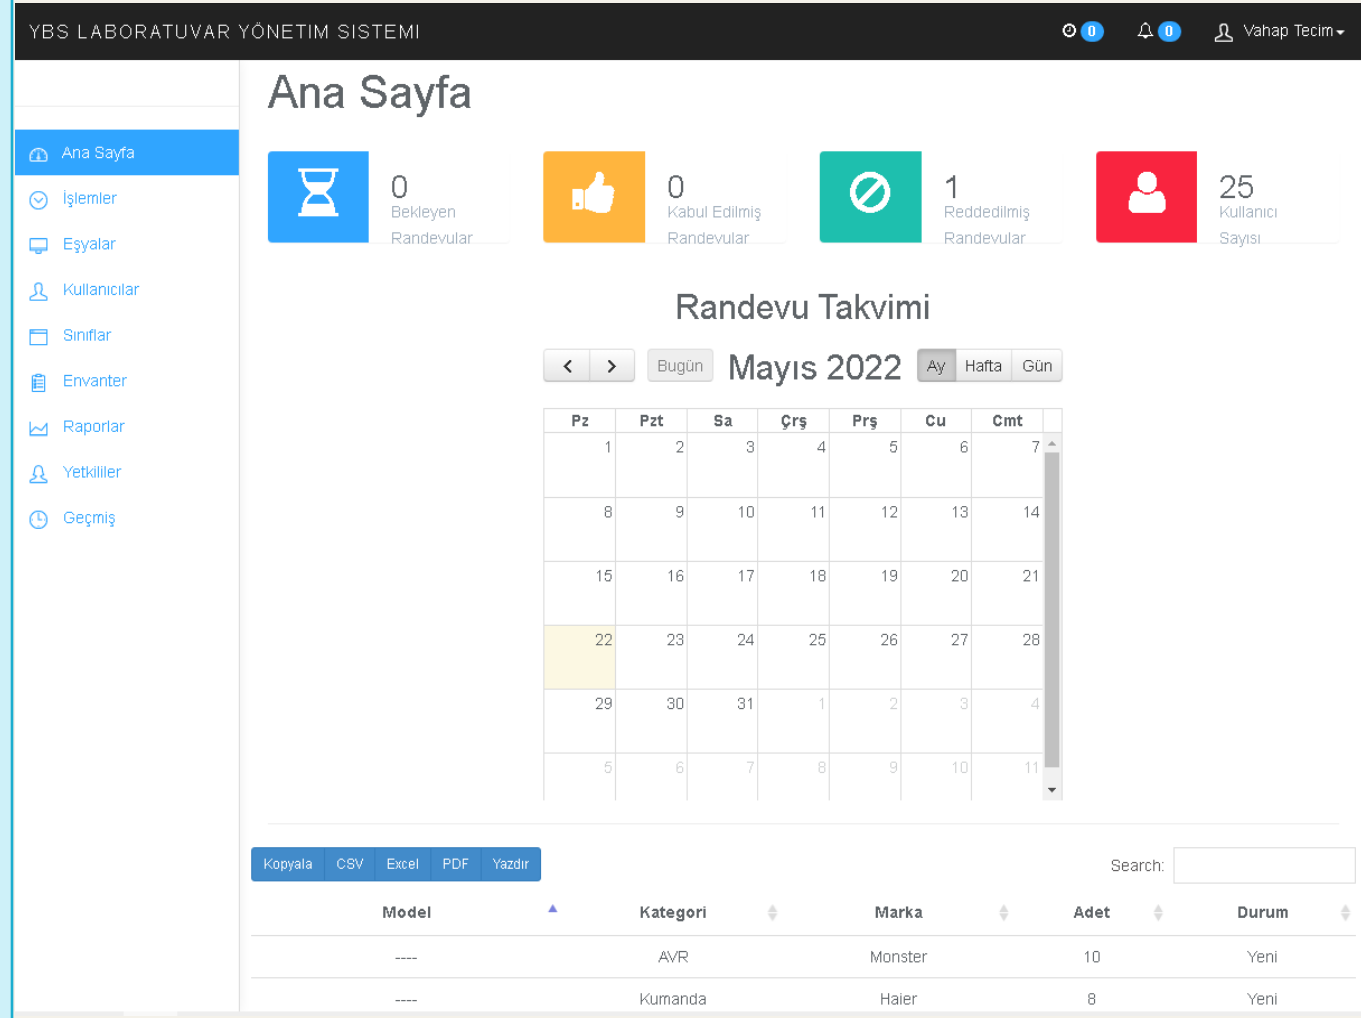 YBS LABORATUVAR YÖNETIM SISTEMI
0
0
Vahap Tecim
Ana Sayfa
Ana Sayfa
İşlemler
Eşyalar
Kullanıcılar
Sınıflar
Envanter
Raporlar
Yetkililer
Geçmiş
0
Bekleyen
Randevular
0
Kabul Edilmiş
Randevular
1
Reddedilmiş
Randevular
25
Kullanıcı
Sayısı
Randevu Takvimi
Bugün Mayıs 2022 Ay Hafta Gün
Pz Pzt Sa Çrş Prş Cu Cmt
1 2 3 4 5 6 7
8 9 10 11 12 13 14
15 16 17 18 19 20 21
22 23 24 25 26 27 28
29 30 31 1 2 3 4
5 6 7 8 9 10 11
Kopyala CSV Excel PDF Yazdır Search:
Model Kategori Marka Adet Durum
---- AVR Monster 10 Yeni
---- Kumanda Haier 8 Yeni